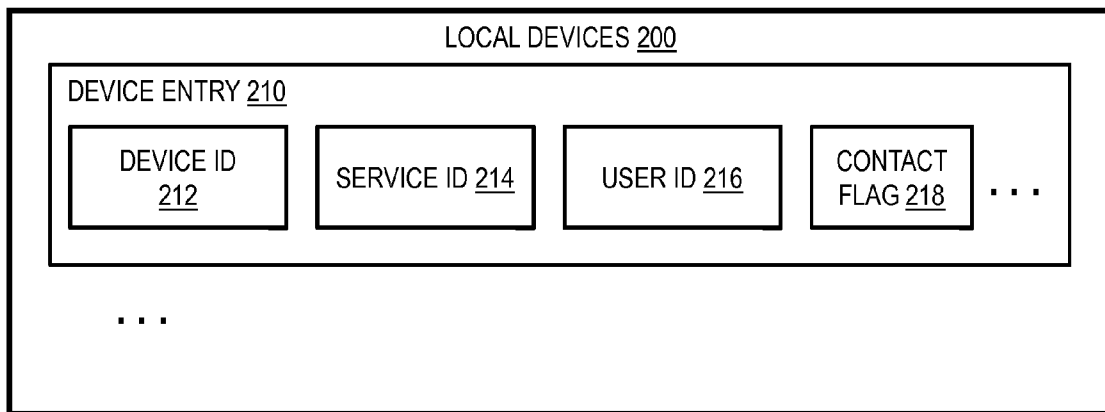 LOCAL DEVICES 200
DEVICE ENTRY 210
DEVICE ID
212
SERVICE ID 214
USER ID 216
CONTACT
FLAG 218
...
...